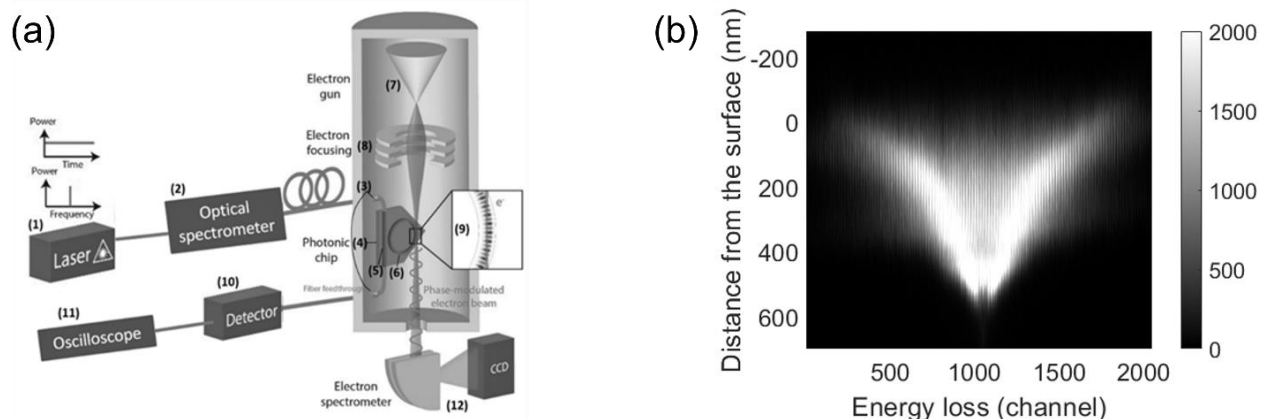 (a)
Power
Time
Power
Frequency
(1)
Laser
(2)
Optical
spectrometer
Electron
gun
(7)
Electron
focusing
(8)
(3)
Photonic
chip
(4)
(5)
(6)
(9)
e-
Fiber feedthrough
Phase-modulated
electron beam
(10)
Detector
(11)
Oscilloscope
Electron
spectrometer
CCD
(12)
(b)
Distance from the surface (nm)
-200
0
200
400
600
500
1000
1500
2000
Energy loss (channel)
2000
1500
1000
500
0